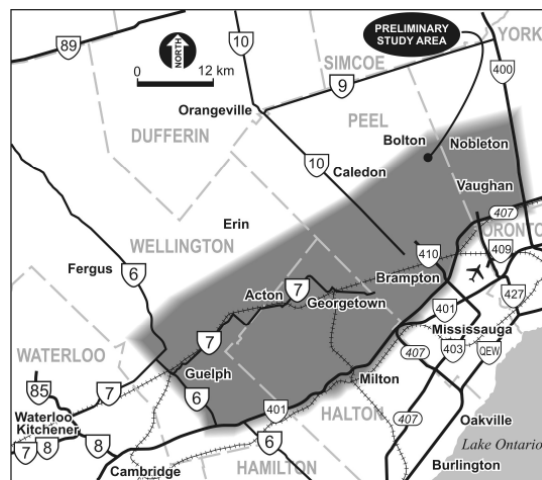 PRELIMINARY
STUDY AREA
YORK
89
NORTH
10
0 12 km
SIMCOE
400
9
Orangeville
PEEL
DUFFERIN
Bolton
Nobleton
10
Caledon
Vaughan
407
Erin
ORONTO
WELLINGTON
410
409
Fergus
6
Brampton
7
Acton
Georgetown
427
401
7
Mississauga
WATERLOO
Guelph
407
403
QEW
85
7
6
Milton
401
Waterloo
Kitchener
HALTON
407
Oakville
7
8
8
6
Lake Ontario
Cambridge
HAMILTON
Burlington